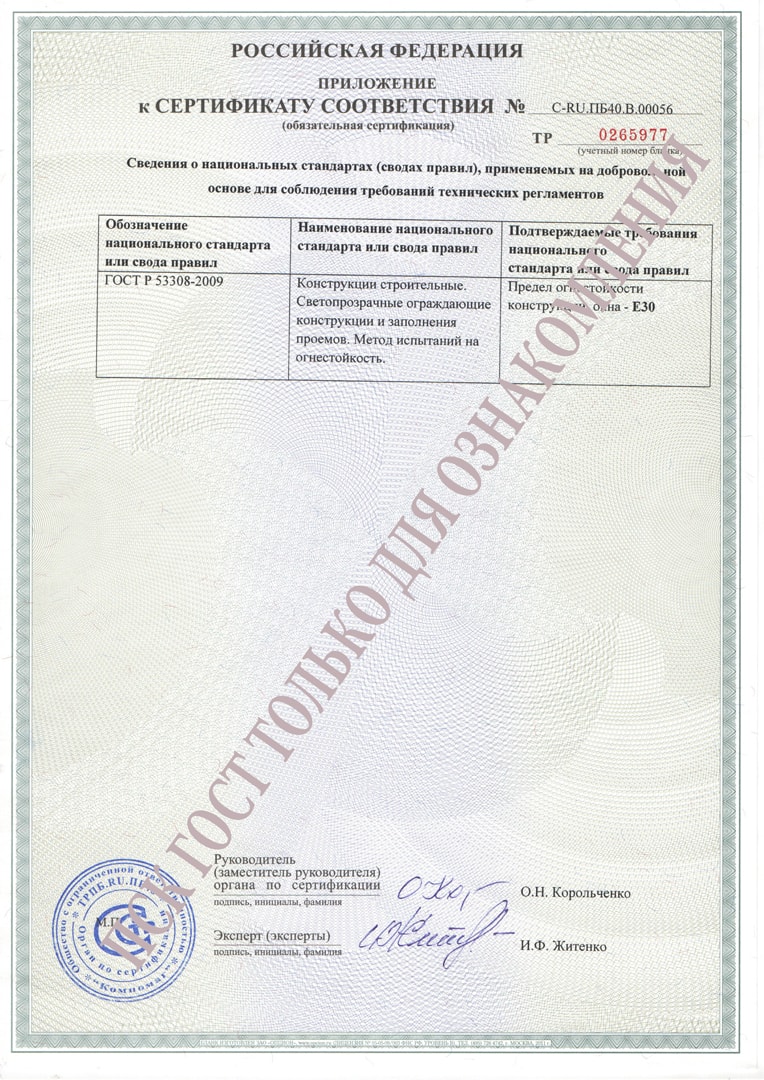 РОССИЙСКАЯ ФЕДЕРАЦИЯ
ПРИЛОЖЕНИЕ
к СЕРТИФИКАТУ СООТВЕТСТВИЯ № C-RU.ПБ40.В.00056
(обязательная сертификация)
ТР 0265977
(учетный номер бланка)
Сведения о национальных стандартах (сводах правил), применяемых на добровольной
основе для соблюдения требований технических регламентов
Обозначение
национального стандарта
или свода правил
Наименование национального
стандарта или свода правил
Подтверждаемые требования
национального
стандарта или свода правил
ГОСТ Р 53308-2009
Конструкции строительные.
Светопрозрачные ограждающие
конструкции и заполнения
проемов. Метод испытаний на
огнестойкость.
Предел огнестойкости
конструкции окна - E30
ПСК ГОСТ ТОЛЬКО ДЛЯ ОЗНАКОМЛЕНИЯ
Руководитель
(заместитель руководителя)
органа по сертификации
подпись, инициалы, фамилия
О.Н. Корольченко
Эксперт (эксперты)
подпись, инициалы, фамилия
И.Ф. Житенко
М.П.
Общество с ограниченной ответственностью
"Компомаг"
ТРПБ.RU.ПБ
Орган по сертификации